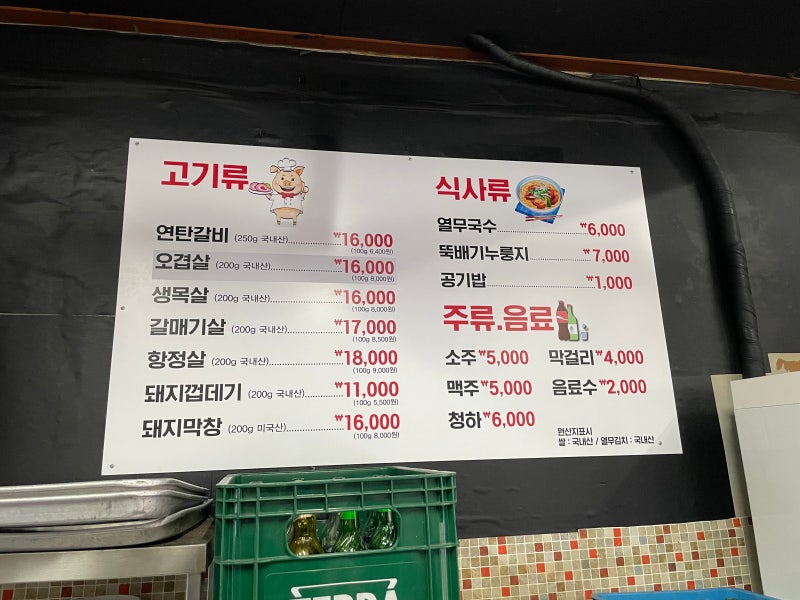 고기류
연탄갈비 (250g 국내산)........................₩16,000
(100g 6,400원)
오겹살 (200g 국내산)........................₩16,000
(100g 8,000원)
생목살 (200g 국내산)........................₩16,000
(100g 8,000원)
갈매기살 (200g 국내산)........................₩17,000
(100g 8,500원)
항정살 (200g 국내산)........................₩18,000
(100g 9,000원)
돼지껍데기 (200g 국내산)........................₩11,000
(100g 5,500원)
돼지막창 (200g 미국산)........................₩16,000
(100g 8,000원)
식사류
열무국수........................₩6,000
뚝배기누룽지........................₩7,000
공기밥........................₩1,000
주류.음료
소주 ₩5,000 막걸리 ₩4,000
맥주 ₩5,000 음료수 ₩2,000
청하 ₩6,000
원산지표시
쌀 : 국내산 / 열무김치 : 국내산
TERRA